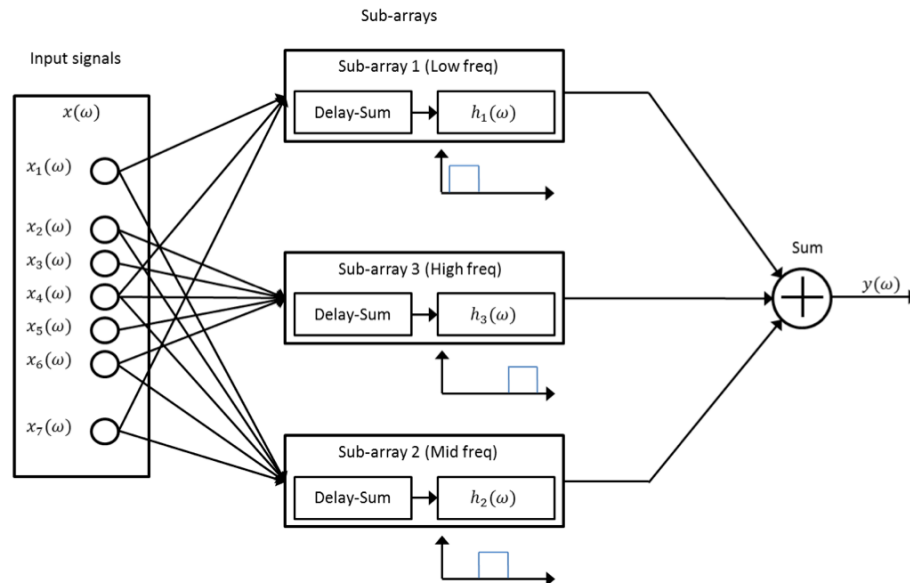 Sub-arrays
Input signals
x(ω)
x₁(ω)
x₂(ω)
x₃(ω)
x₄(ω)
x₅(ω)
x₆(ω)
x₇(ω)
Sub-array 1 (Low freq)
Delay-Sum
h₁(ω)
Sub-array 3 (High freq)
Delay-Sum
h₃(ω)
Sub-array 2 (Mid freq)
Delay-Sum
h₂(ω)
Sum
y(ω)